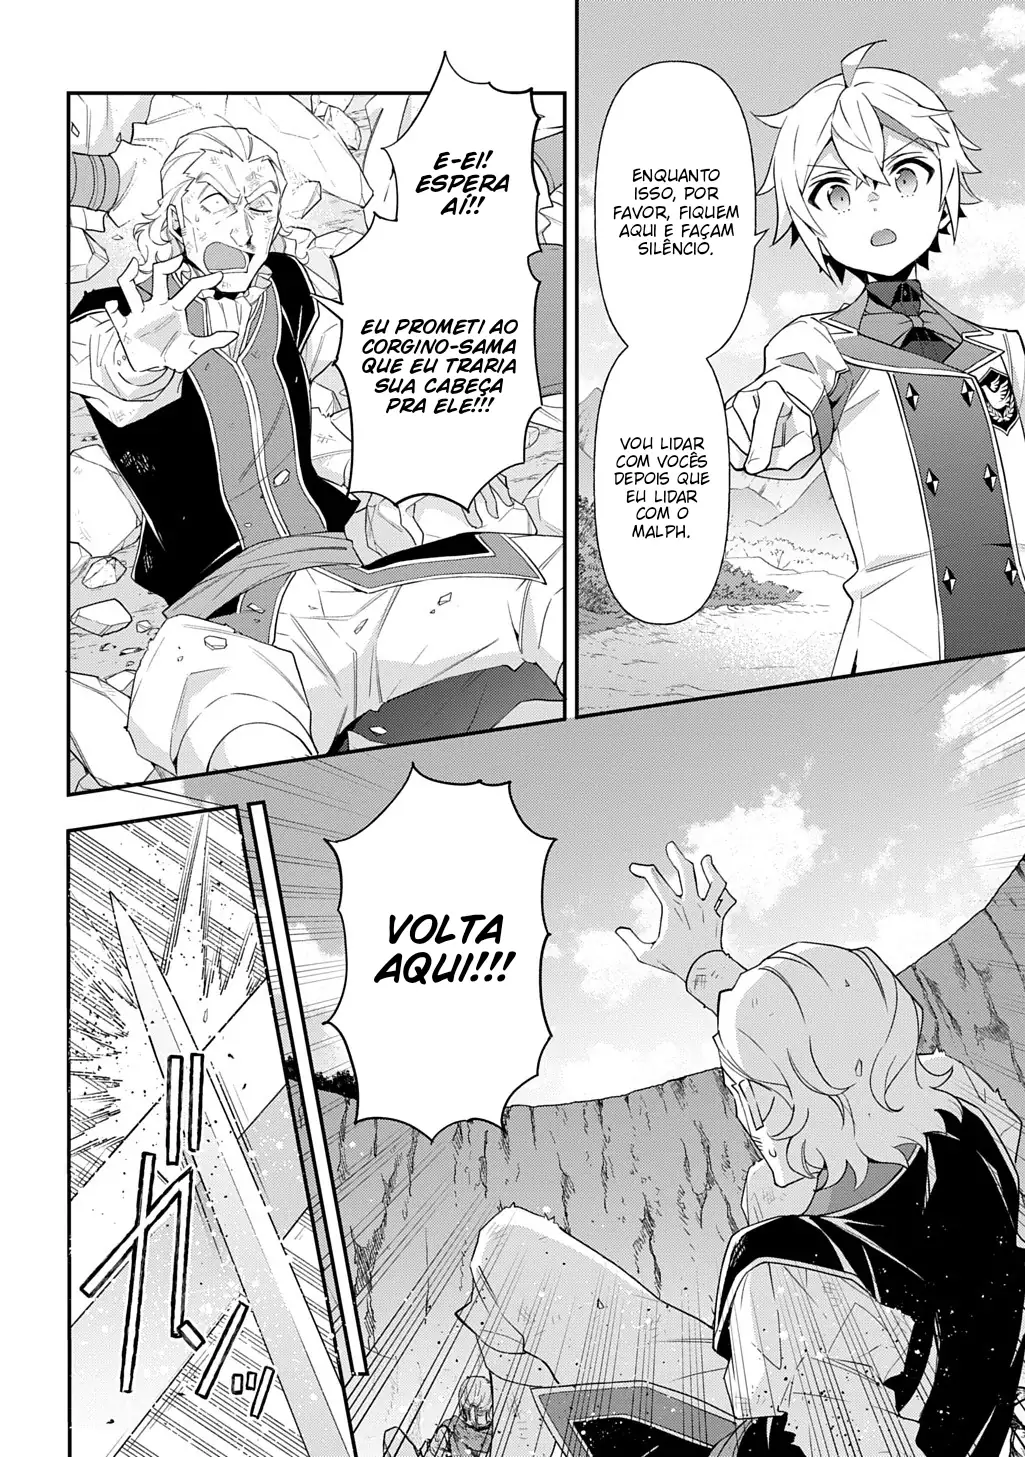 ENQUANTO
ISSO, POR
FAVOR, FIQUEM
AQUI E FAÇAM
SILÊNCIO.
VOU LIDAR
COM VOCÊS
DEPOIS QUE
EU LIDAR
COM O
MALPH.
E-EI!
ESPERA
AÍ!!
EU PROMETI AO
CORGINO-SAMA
QUE EU TRARIA
SUA CABEÇA
PRA ELE!!!
VOLTA
AQUI!!!